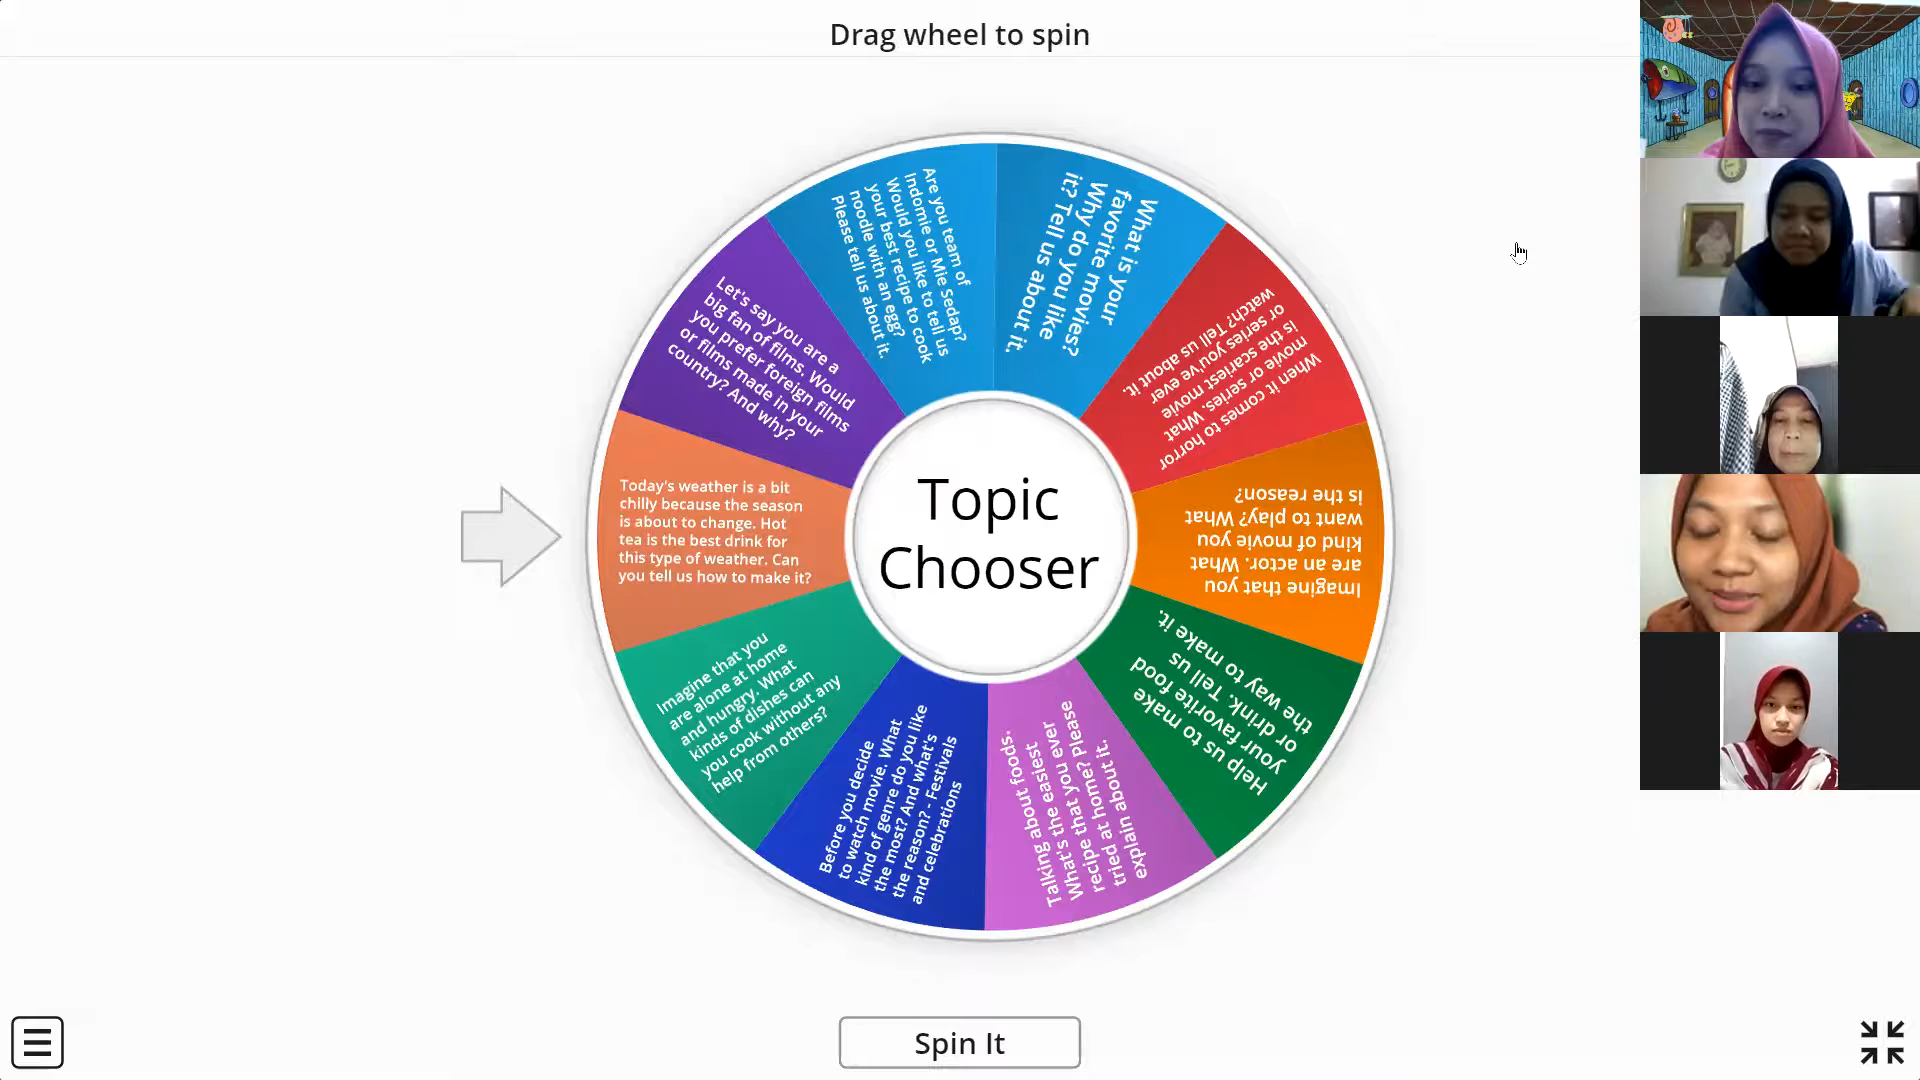 Drag wheel to spin
Are you team of
Indomie or Mie Sedap?
Would you like to tell us
your best recipe to cook
noodle with an egg?
Please tell us about it.
What is your
favorite movies?
Why do you like
it? Tell us about it.
When it comes to horror
movie or series. What
is the scariest movie
or series you've ever
watch? Tell us about it.
Imagine that you
are an actor. What
kind of movie you
want to play? What
is the reason?
Help us to make
your favorite food
or drink. Tell us
the way to make it.
Talking about foods.
What's the easiest
recipe that you ever
tried at home? Please
explain about it.
Before you decide
to watch movie. What
kind of genre do you like
the most? And what's
the reason? - Festivals
and celebrations
Imagine that you
are alone at home
and hungry. What
kinds of dishes can
you cook without any
help from others?
Today's weather is a bit
chilly because the season
is about to change. Hot
tea is the best drink for
this type of weather. Can
you tell us how to make it?
Let's say you are a
big fan of films. Would
you prefer foreign films
or films made in your
country? And why?
Topic
Chooser
Spin It